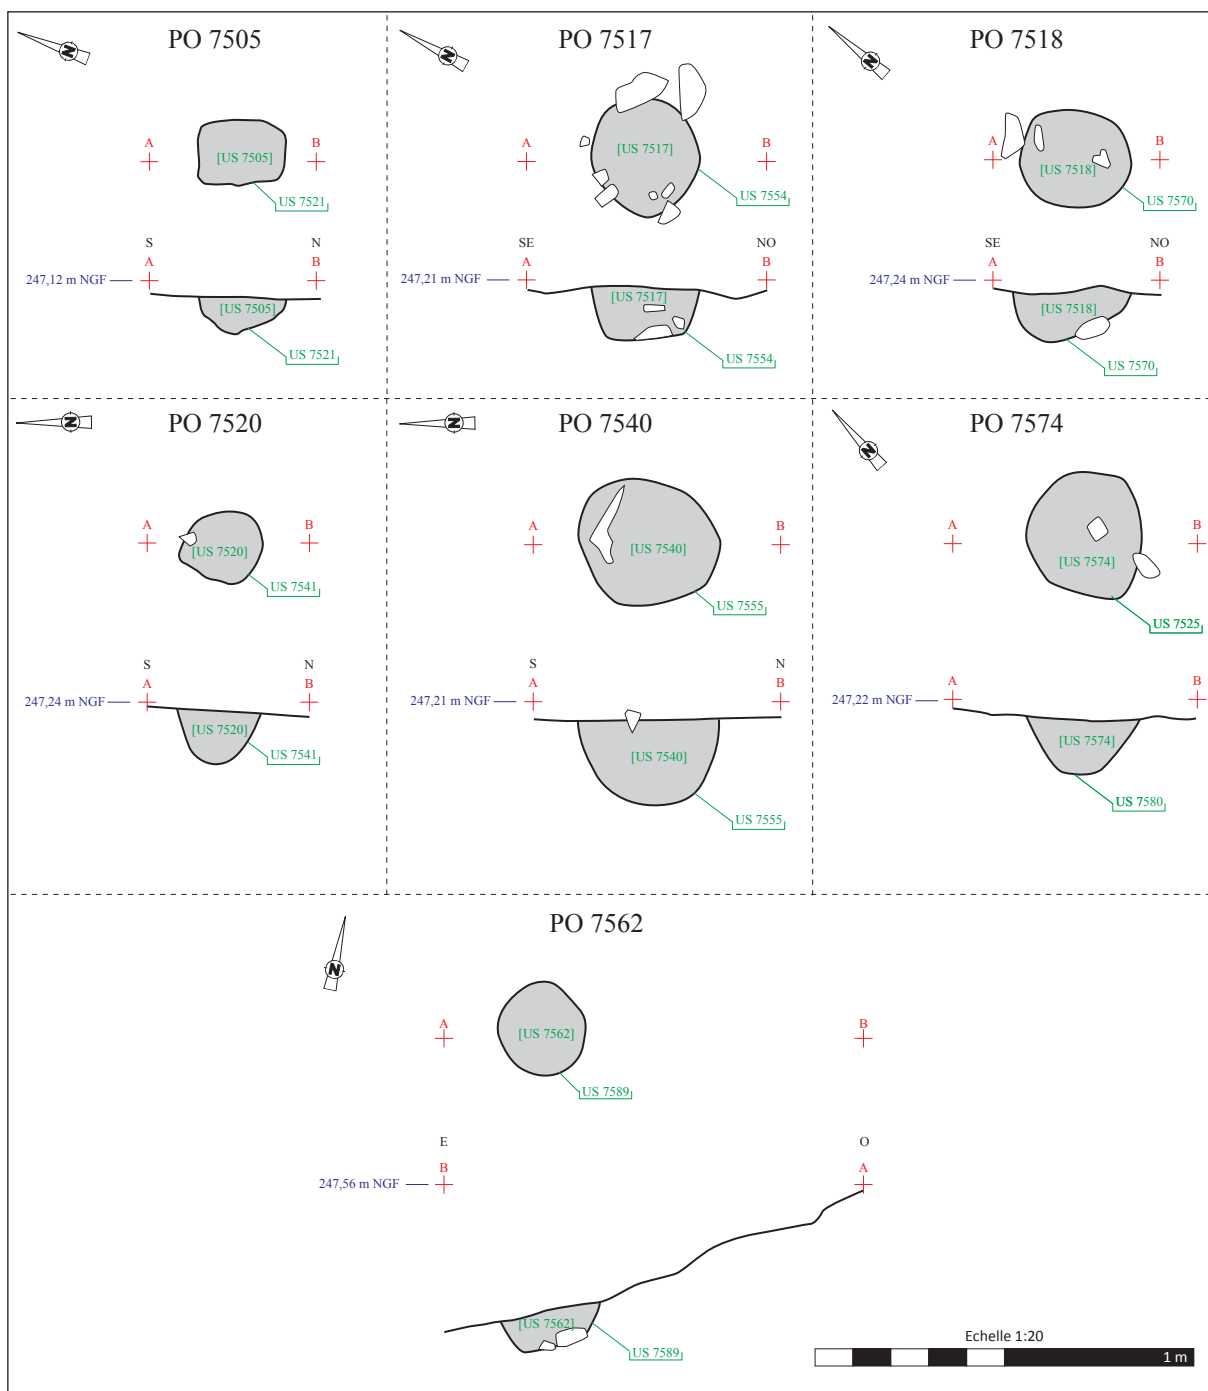 PO 7505
N
A
B
[US 7505]
US 7521
S
N
247,12 m NGF
A
B
[US 7505]
US 7521
PO 7517
N
A
B
[US 7517]
US 7554
SE
NO
247,21 m NGF
A
B
[US 7517]
US 7554
PO 7518
N
A
B
[US 7518]
US 7570
SE
NO
247,24 m NGF
A
B
[US 7518]
US 7570
PO 7520
N
A
B
[US 7520]
US 7541
S
N
247,24 m NGF
A
B
[US 7520]
US 7541
PO 7540
N
A
B
[US 7540]
US 7555
S
N
247,21 m NGF
A
B
[US 7540]
US 7555
PO 7574
N
A
B
[US 7574]
US 7525
247,22 m NGF
A
B
[US 7574]
US 7580
PO 7562
N
A
B
[US 7562]
US 7589
E
O
247,56 m NGF
B
A
[US 7562]
US 7589
Echelle 1:20
1 m